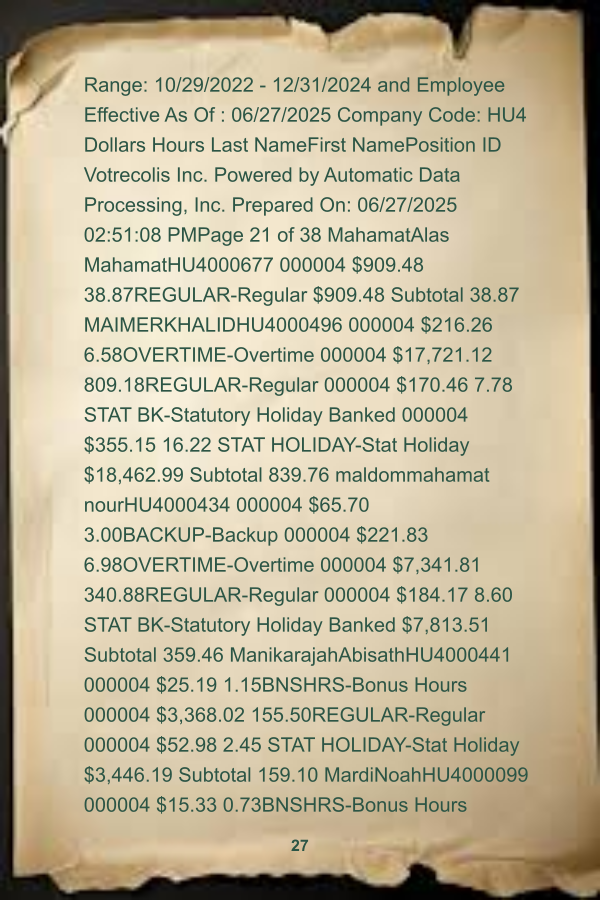 Range: 10/29/2022 - 12/31/2024 and Employee
Effective As Of : 06/27/2025 Company Code: HU4
Dollars Hours Last NameFirst NamePosition ID
Votrecolis Inc. Powered by Automatic Data
Processing, Inc. Prepared On: 06/27/2025
02:51:08 PMPage 21 of 38 MahamatAlas
MahamatHU4000677 000004 $909.48
38.87REGULAR-Regular $909.48 Subtotal 38.87
MAIMERKHALIDHU4000496 000004 $216.26
6.58OVERTIME-Overtime 000004 $17,721.12
809.18REGULAR-Regular 000004 $170.46 7.78
STAT BK-Statutory Holiday Banked 000004
$355.15 16.22 STAT HOLIDAY-Stat Holiday
$18,462.99 Subtotal 839.76 maldommahamat
nourHU4000434 000004 $65.70
3.00BACKUP-Backup 000004 $221.83
6.98OVERTIME-Overtime 000004 $7,341.81
340.88REGULAR-Regular 000004 $184.17 8.60
STAT BK-Statutory Holiday Banked $7,813.51
Subtotal 359.46 ManikarajahAbisathHU4000441
000004 $25.19 1.15BNSHRS-Bonus Hours
000004 $3,368.02 155.50REGULAR-Regular
000004 $52.98 2.45 STAT HOLIDAY-Stat Holiday
$3,446.19 Subtotal 159.10 MardiNoahHU4000099
000004 $15.33 0.73BNSHRS-Bonus Hours
27